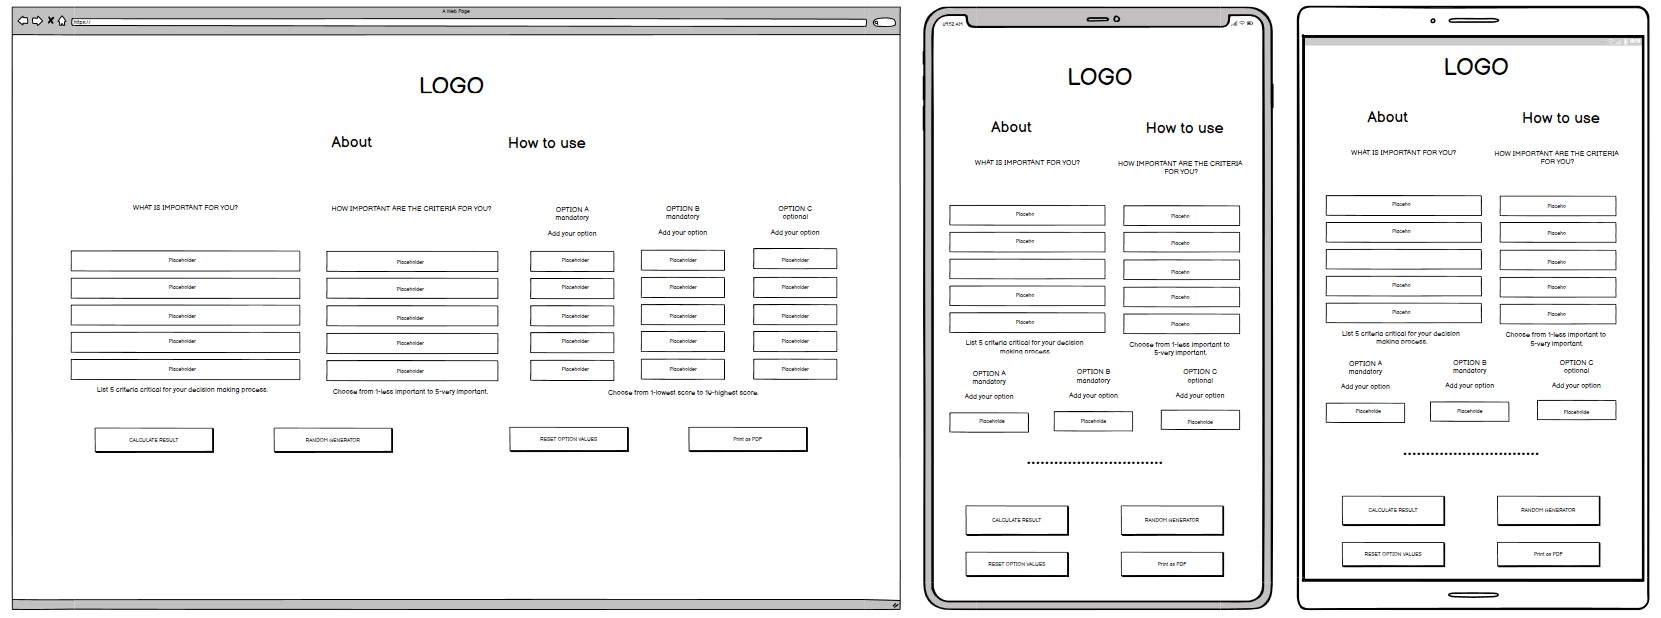 A Web Page
https://
LOGO
About
How to use
WHAT IS IMPORTANT FOR YOU?
HOW IMPORTANT ARE THE CRITERIA FOR YOU?
OPTION A
mandatory
Add your option
OPTION B
mandatory
Add your option
OPTION C
optional
Add your option
Placeholder Placeholder Placeholder Placeholder Placeholder
Placeholder Placeholder Placeholder Placeholder Placeholder
Placeholder Placeholder Placeholder Placeholder Placeholder
Placeholder Placeholder Placeholder Placeholder Placeholder
Placeholder Placeholder Placeholder Placeholder Placeholder
List 5 criteria critical for your decision making process.
Choose from 1-less important to 5-very important.
Choose from 1-lowest score to 10-highest score.
CALCULATE RESULT
RANDOM GENERATOR
RESET OPTION VALUES
Print as PDF
LOGO
About
How to use
WHAT IS IMPORTANT FOR YOU?
HOW IMPORTANT ARE THE CRITERIA
FOR YOU?
Placeho Placeho
Placeho Placeho
Placeho
Placeho Placeho
Placeho Placeho
List 5 criteria critical for your decision
making process.
Choose from 1-less important to
5-very important.
OPTION A
mandatory
Add your option
OPTION B
mandatory
Add your option
OPTION C
optional
Add your option
Placeholde Placeholde Placeholde
CALCULATE RESULT
RANDOM GENERATOR
RESET OPTION VALUES
Print as PDF
LOGO
About
How to use
WHAT IS IMPORTANT FOR YOU?
HOW IMPORTANT ARE THE CRITERIA
FOR YOU?
Placeho Placeho
Placeho Placeho
Placeho
Placeho Placeho
Placeho Placeho
List 5 criteria critical for your decision
making process.
Choose from 1-less important to
5-very important.
OPTION A
mandatory
Add your option
OPTION B
mandatory
Add your option
OPTION C
optional
Add your option
Placeholde Placeholde Placeholde
CALCULATE RESULT
RANDOM GENERATOR
RESET OPTION VALUES
Print as PDF